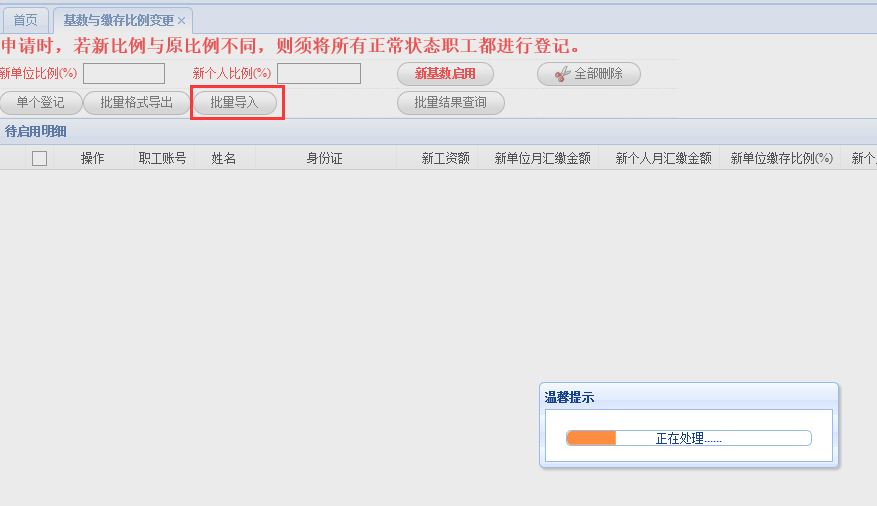 首页 基数与缴存比例变更
申请时，若新比例与原比例不同，则须将所有正常状态职工都进行登记。
新单位比例(%) 新个人比例(%) 新基数启用 全部删除
单个登记 批量格式导出 批量导入 批量结果查询
待启用明细
操作 职工账号 姓名 身份证 新工资额 新单位月汇缴金额 新个人月汇缴金额 新单位缴存比例(%) 新个
温馨提示
正在处理......